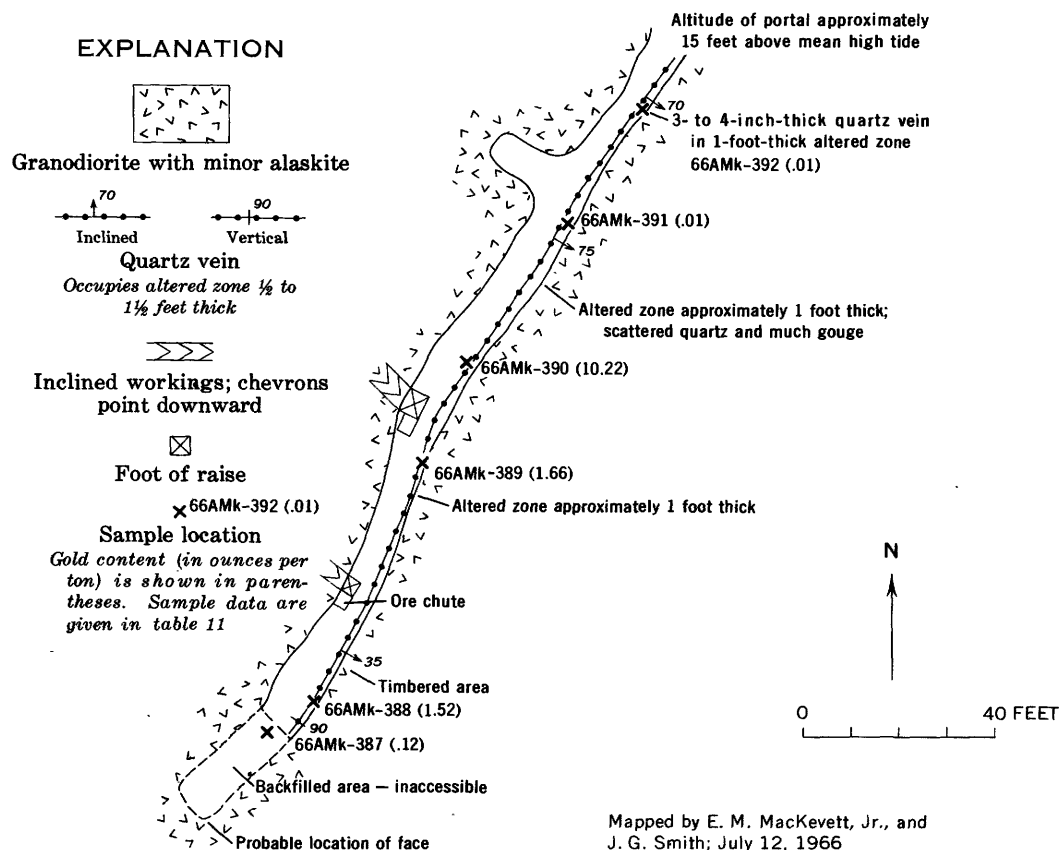 EXPLANATION
Granodiorite with minor alaskite
70
90
Inclined
Vertical
Quartz vein
Occupies altered zone ½ to
1½ feet thick
Inclined workings; chevrons
point downward
Foot of raise
66AMk-392 (.01)
Sample location
Gold content (in ounces per
ton) is shown in paren-
theses. Sample data are
given in table 11
Altitude of portal approximately
15 feet above mean high tide
70
3- to 4-inch-thick quartz vein
in 1-foot-thick altered zone
66AMk-392 (.01)
66AMk-391 (.01)
75
Altered zone approximately 1 foot thick;
scattered quartz and much gouge
66AMk-390 (10.22)
66AMk-389 (1.66)
Altered zone approximately 1 foot thick
Ore chute
35
Timbered area
66AMk-388 (1.52)
90
66AMk-387 (.12)
Backfilled area — inaccessible
Probable location of face
N
0 40 FEET
Mapped by E. M. MacKevett, Jr., and
J. G. Smith; July 12, 1966